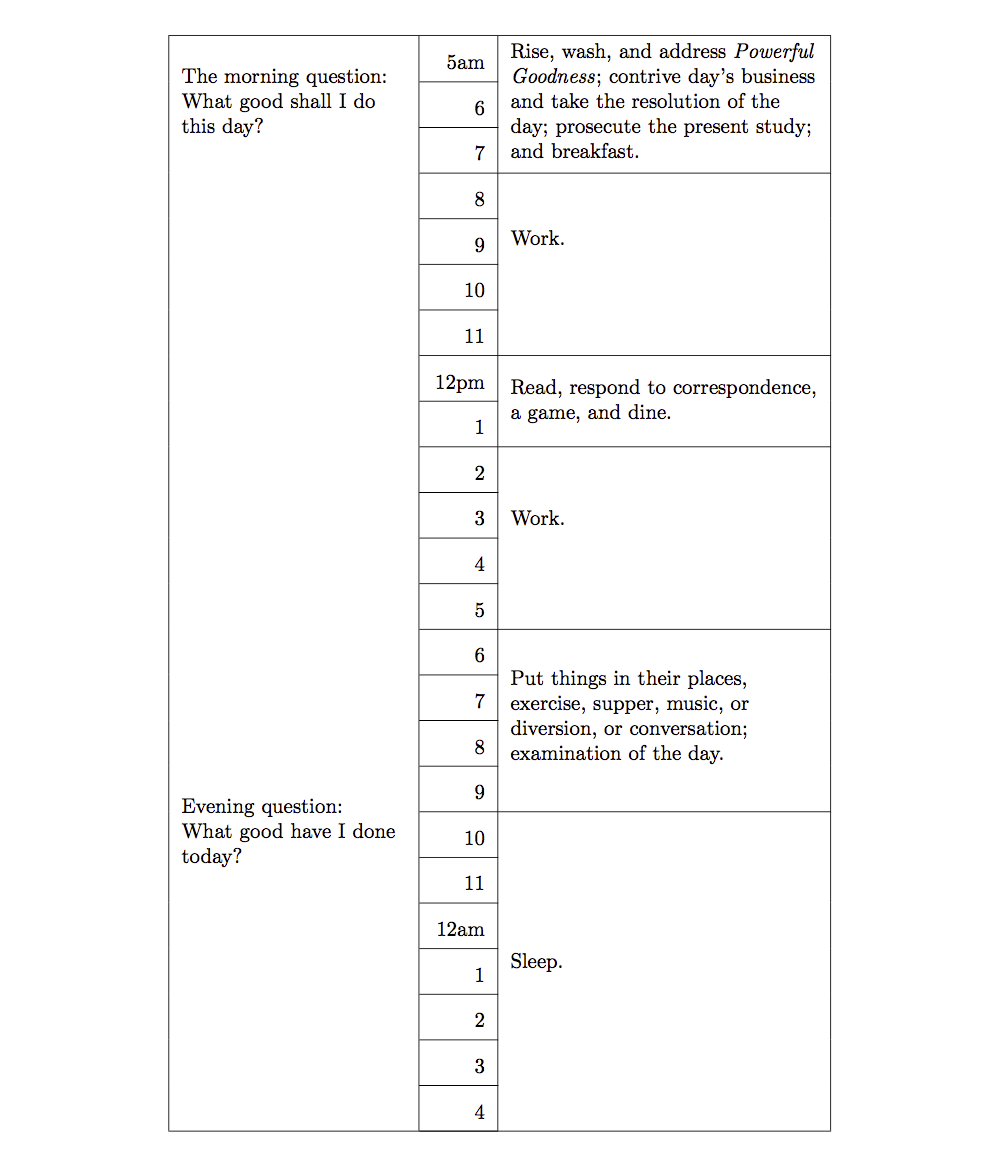 The morning question:
What good shall I do
this day?
5am
6
7
Rise, wash, and address Powerful
Goodness; contrive day's business
and take the resolution of the
day; prosecute the present study;
and breakfast.
8
9
10
11
Work.
12pm
1
Read, respond to correspondence,
a game, and dine.
2
3
4
5
Work.
6
7
8
9
Put things in their places,
exercise, supper, music, or
diversion, or conversation;
examination of the day.
Evening question:
What good have I done
today?
10
11
12am
1
2
3
4
Sleep.